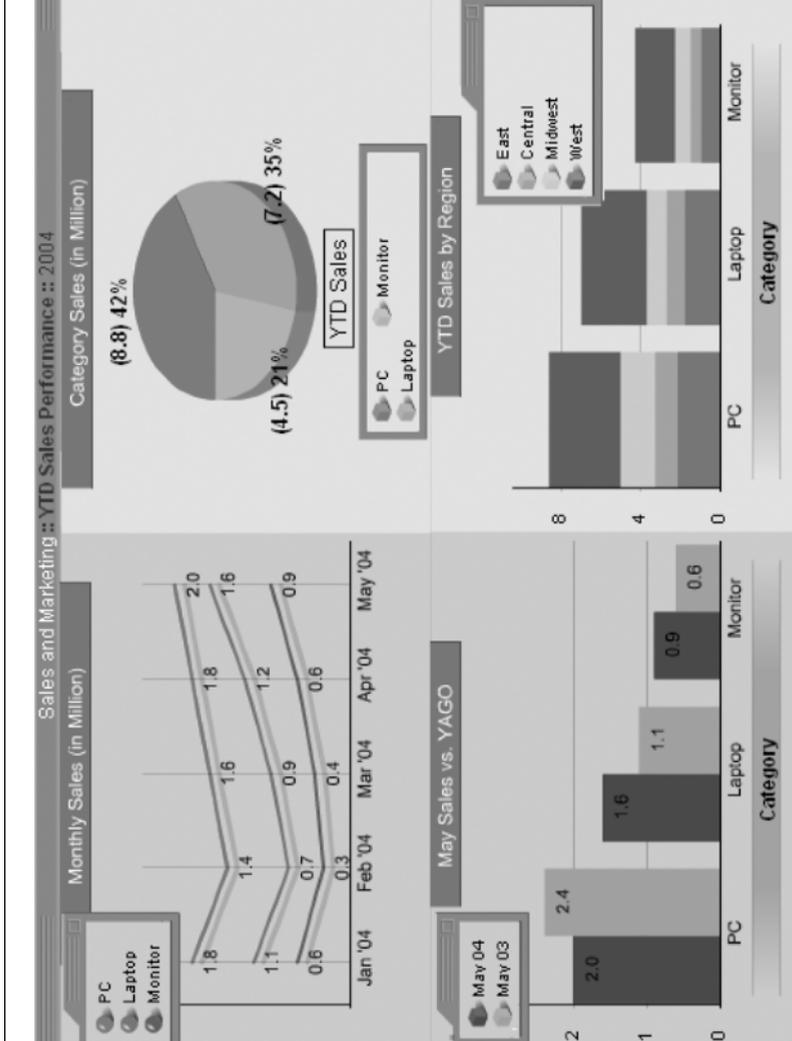 Sales and Marketing :: YTD Sales Performance :: 2004
Monthly Sales (in Million)
PC
Laptop
Monitor
1.8 1.4 1.6 1.8 2.0
1.1 0.7 0.9 1.2 1.6
0.6 0.3 0.4 0.6 0.9
Jan '04 Feb '04 Mar '04 Apr '04 May '04
Category Sales (in Million)
(8.8) 42%
(4.5) 21%
(7.2) 35%
YTD Sales
PC Monitor
Laptop
May Sales vs. YAGO
May 04
May 03
2
1
0
2.0 2.4 1.6 1.1 0.9 0.6
PC Laptop Monitor
Category
YTD Sales by Region
East
Central
Midwest
West
8
4
0
PC Laptop Monitor
Category